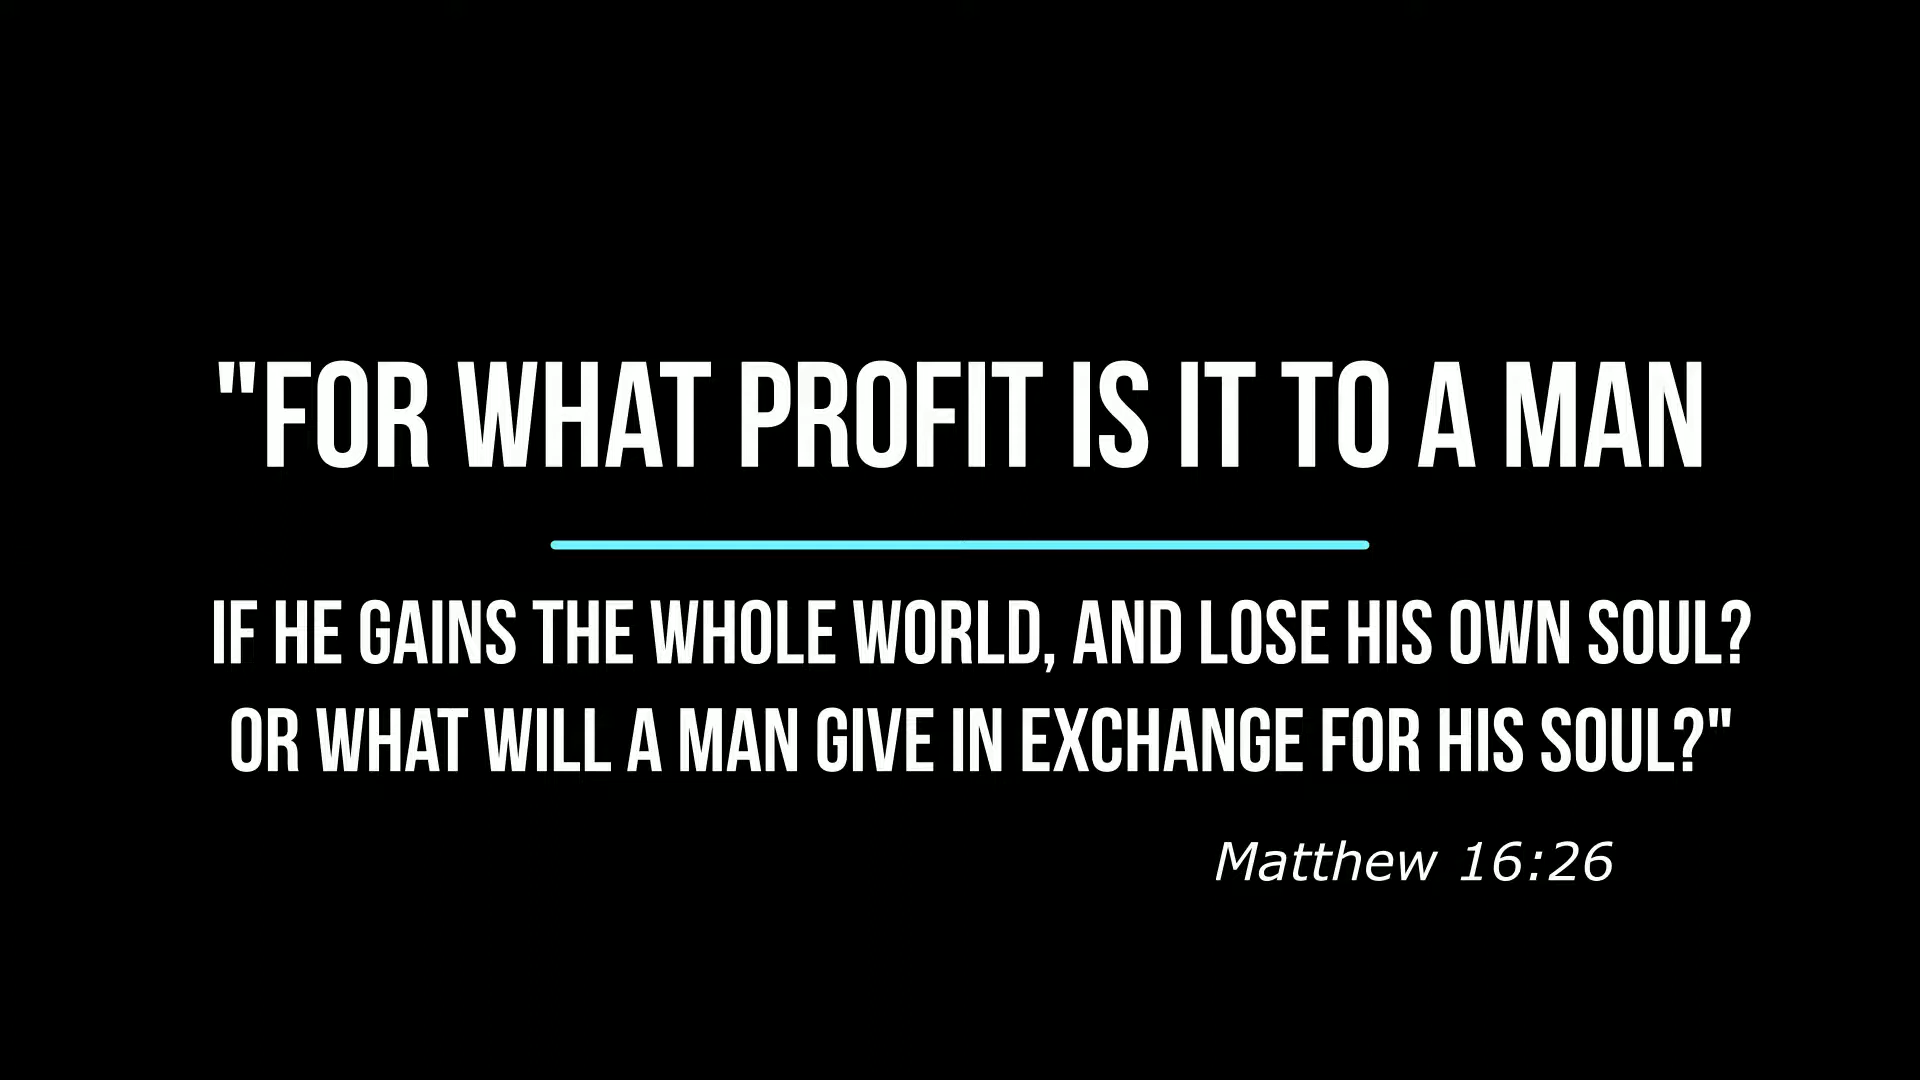 "FOR WHAT PROFIT IS IT TO A MAN
IF HE GAINS THE WHOLE WORLD, AND LOSE HIS OWN SOUL?
OR WHAT WILL A MAN GIVE IN EXCHANGE FOR HIS SOUL?"
Matthew 16:26